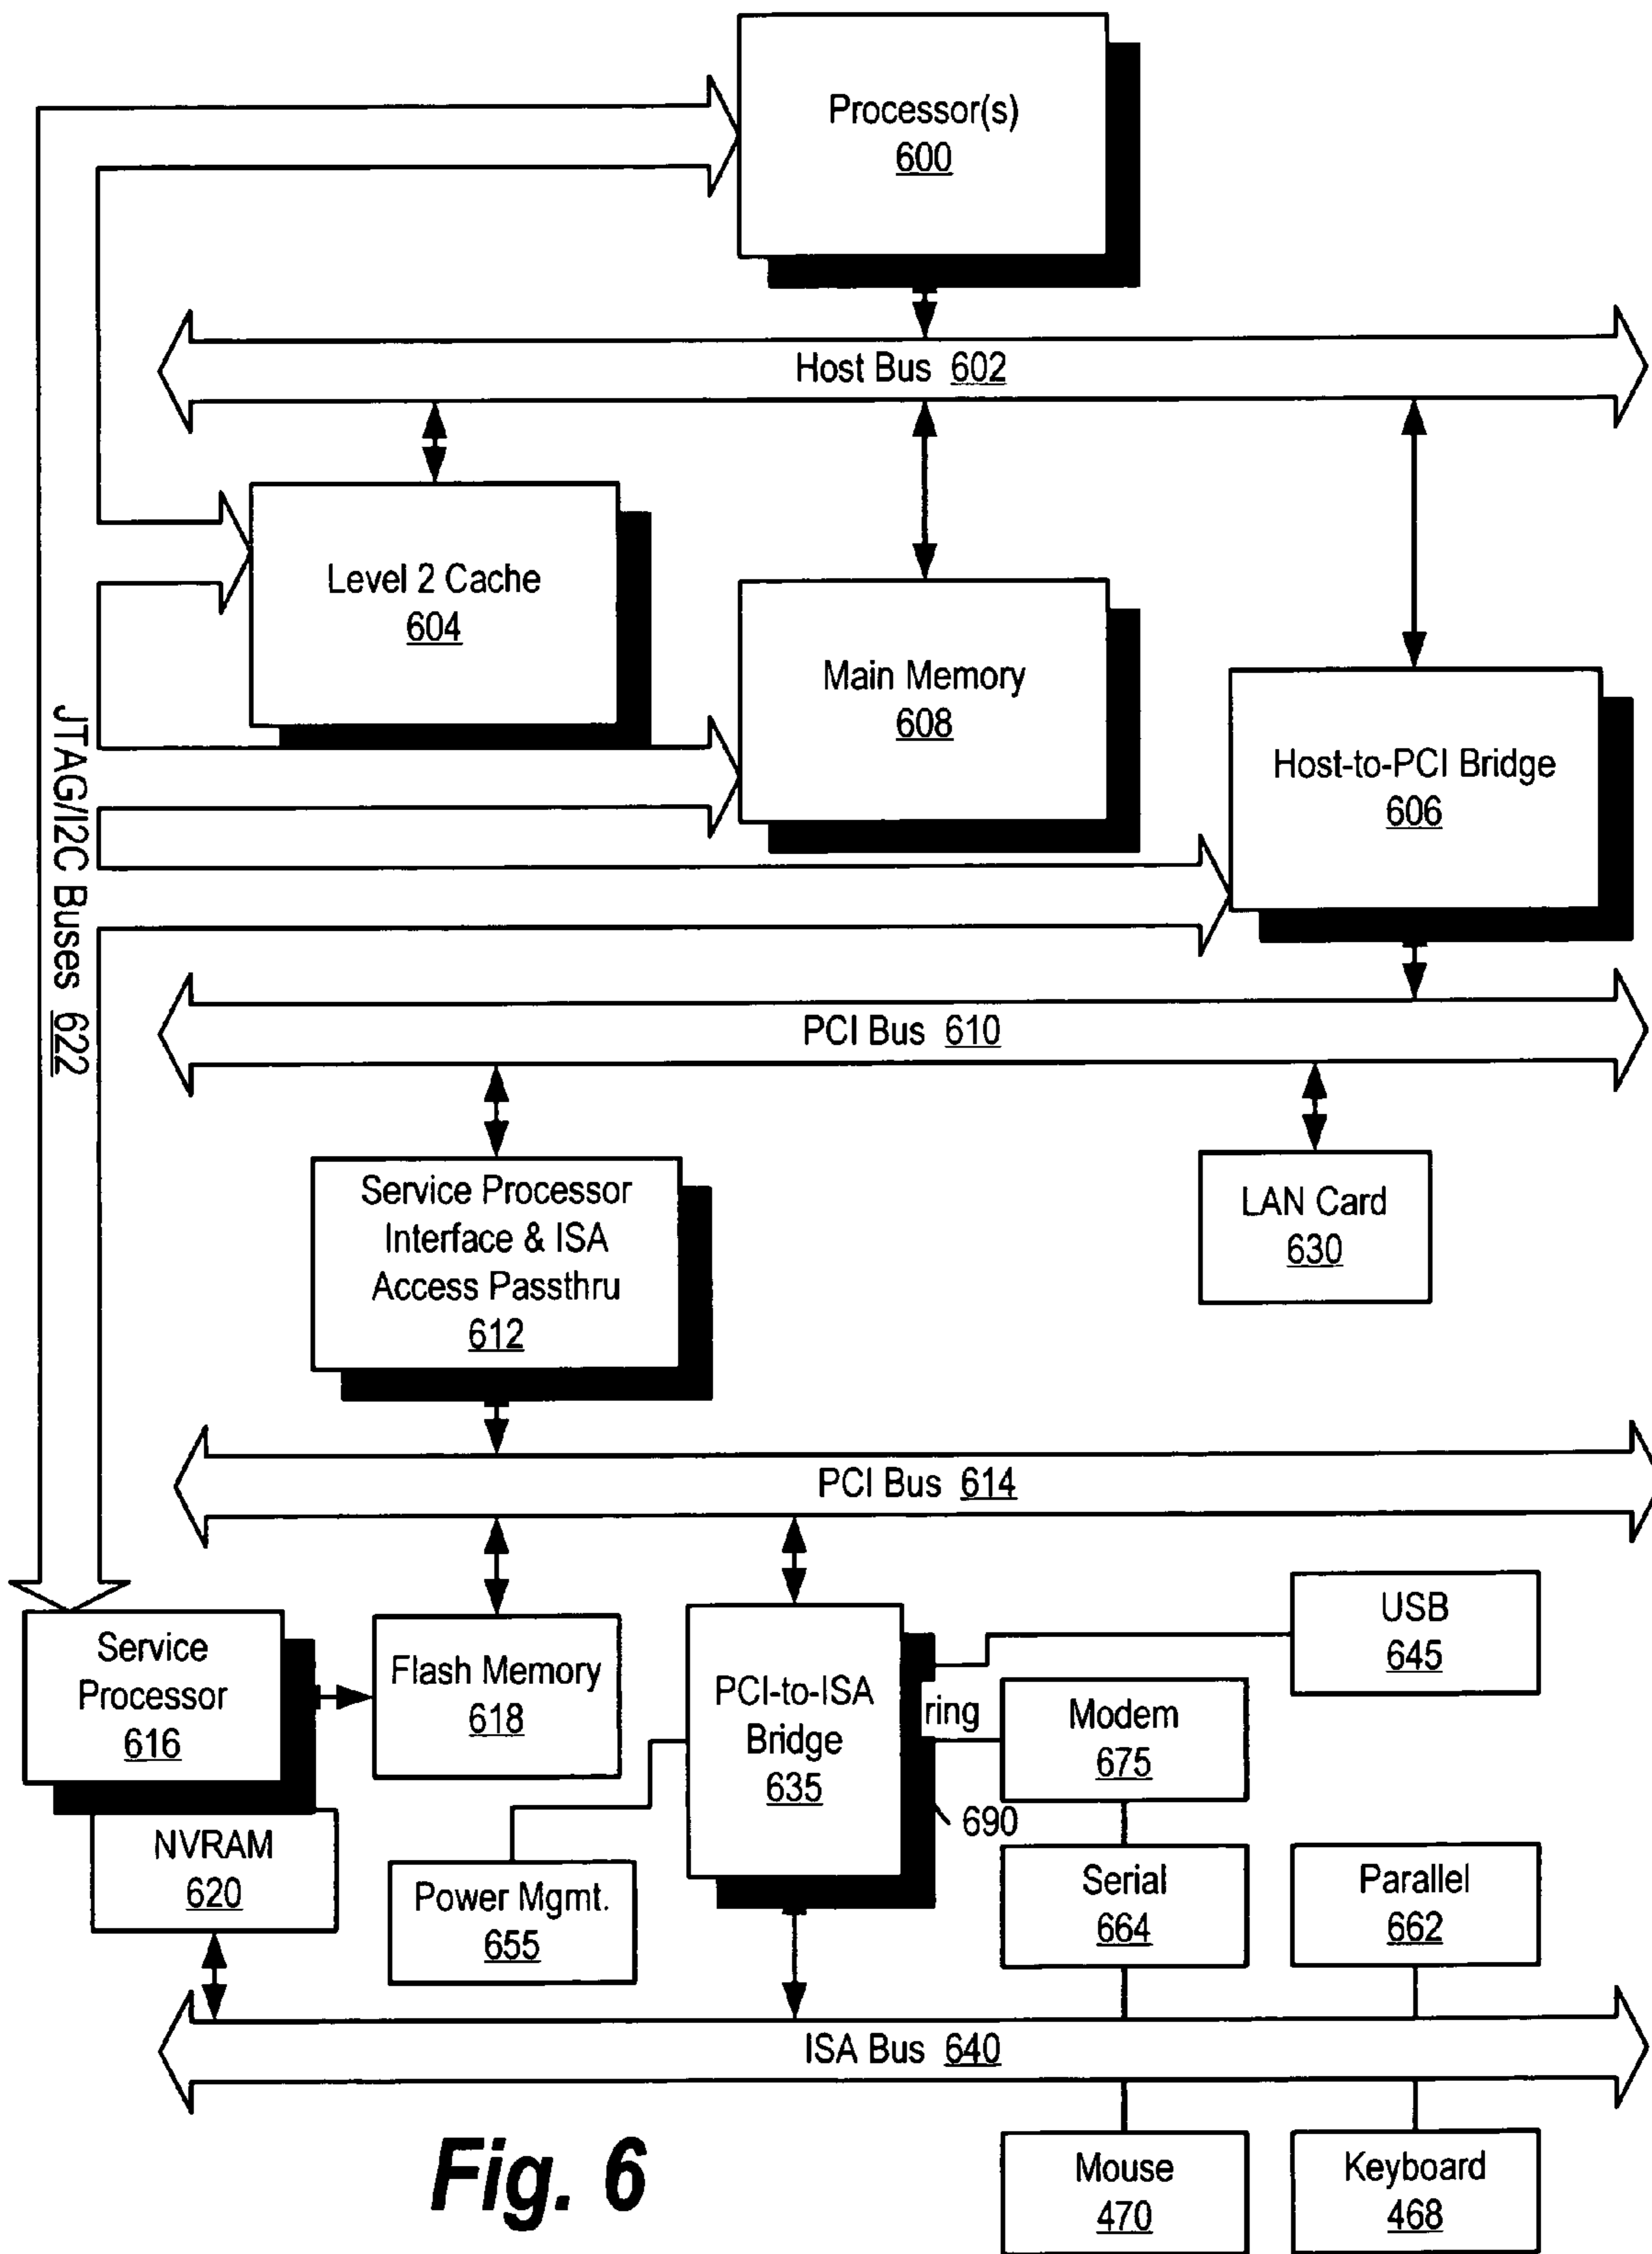 Processor(s)
600
Host Bus 602
Level 2 Cache
604
Main Memory
608
Host-to-PCI Bridge
606
JTAG/I2C Buses 622
PCI Bus 610
Service Processor
Interface & ISA
Access Passthru
612
LAN Card
630
PCI Bus 614
Service
Processor
616
Flash Memory
618
PCI-to-ISA
Bridge
635
USB
645
ring
Modem
675
690
NVRAM
620
Power Mgmt.
655
Serial
664
Parallel
662
ISA Bus 640
Mouse
470
Keyboard
468
Fig. 6